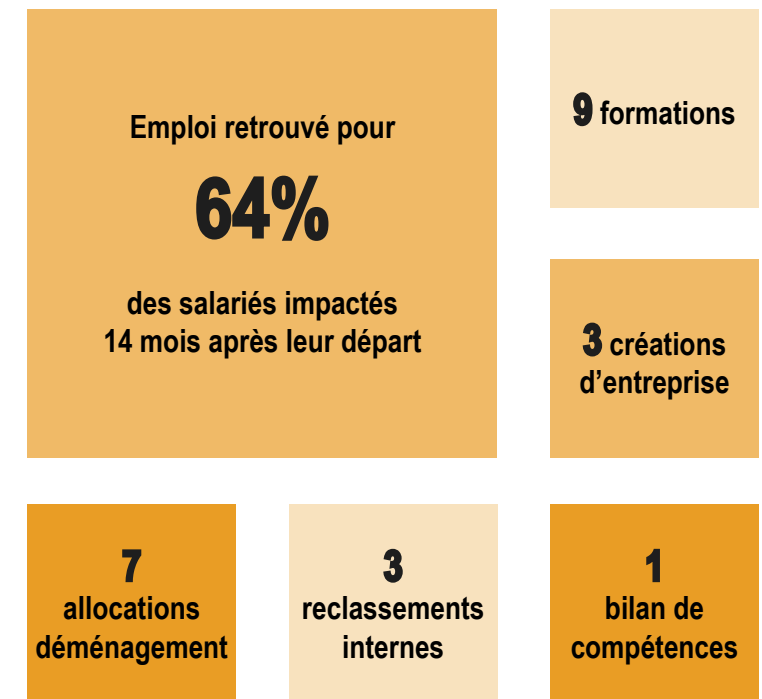 Emploi retrouvé pour
64%
des salariés impactés
14 mois après leur départ
9 formations
3 créations
d’entreprise
7
allocations
déménagement
3
reclassements
internes
1
bilan de
compétences